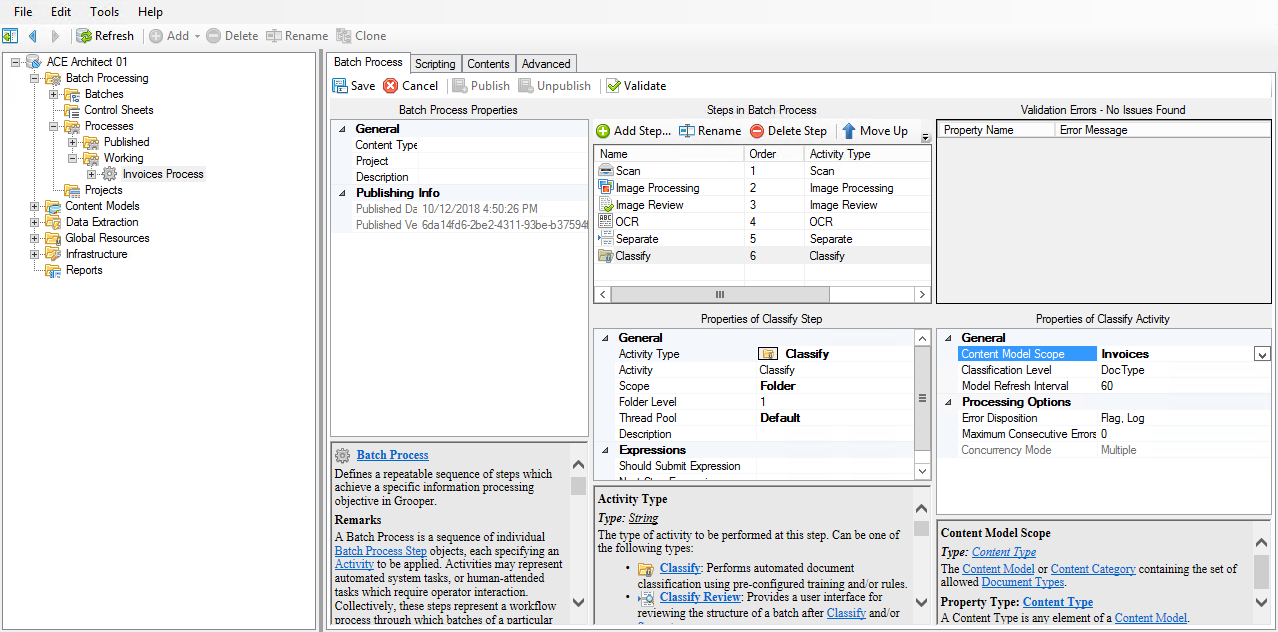 File Edit Tools Help
Refresh Add Delete Rename Clone
ACE Architect 01
Batch Processing
Batches
Control Sheets
Processes
Published
Working
Invoices Process
Projects
Content Models
Data Extraction
Global Resources
Infrastructure
Reports
Batch Process Scripting Contents Advanced
Save Cancel Publish Unpublish Validate
Batch Process Properties
General
Content Type
Project
Description
Publishing Info
Published Da 10/12/2018 4:50:26 PM
Published Ve 6da14fd6-2be2-4311-93be-b37594f
Batch Process
Defines a repeatable sequence of steps which
achieve a specific information processing
objective in Grooper.
Remarks
A Batch Process is a sequence of individual
Batch Process Step objects, each specifying an
Activity to be applied. Activities may represent
automated system tasks, or human-attended
tasks which require operator interaction.
Collectively, these steps represent a workflow
process through which batches of a particular
Steps in Batch Process
Add Step... Rename Delete Step Move Up
Name Order Activity Type
Scan 1 Scan
Image Processing 2 Image Processing
Image Review 3 Image Review
OCR 4 OCR
Separate 5 Separate
Classify 6 Classify
Properties of Classify Step
General
Activity Type Classify
Activity Classify
Scope Folder
Folder Level 1
Thread Pool Default
Description
Expressions
Should Submit Expression
Activity Type
Type: String
The type of activity to be performed at this step. Can be one of
the following types:
• Classify: Performs automated document
classification using pre-configured training and/or rules.
• Classify Review: Provides a user interface for
reviewing the structure of a batch after Classify and/or
Validation Errors - No Issues Found
Property Name Error Message
Properties of Classify Activity
General
Content Model Scope Invoices
Classification Level DocType
Model Refresh Interval 60
Processing Options
Error Disposition Flag, Log
Maximum Consecutive Errors 0
Concurrency Mode Multiple
Content Model Scope
Type: Content Type
The Content Model or Content Category containing the set of
allowed Document Types.
Property Type: Content Type
A Content Type is any element of a Content Model.